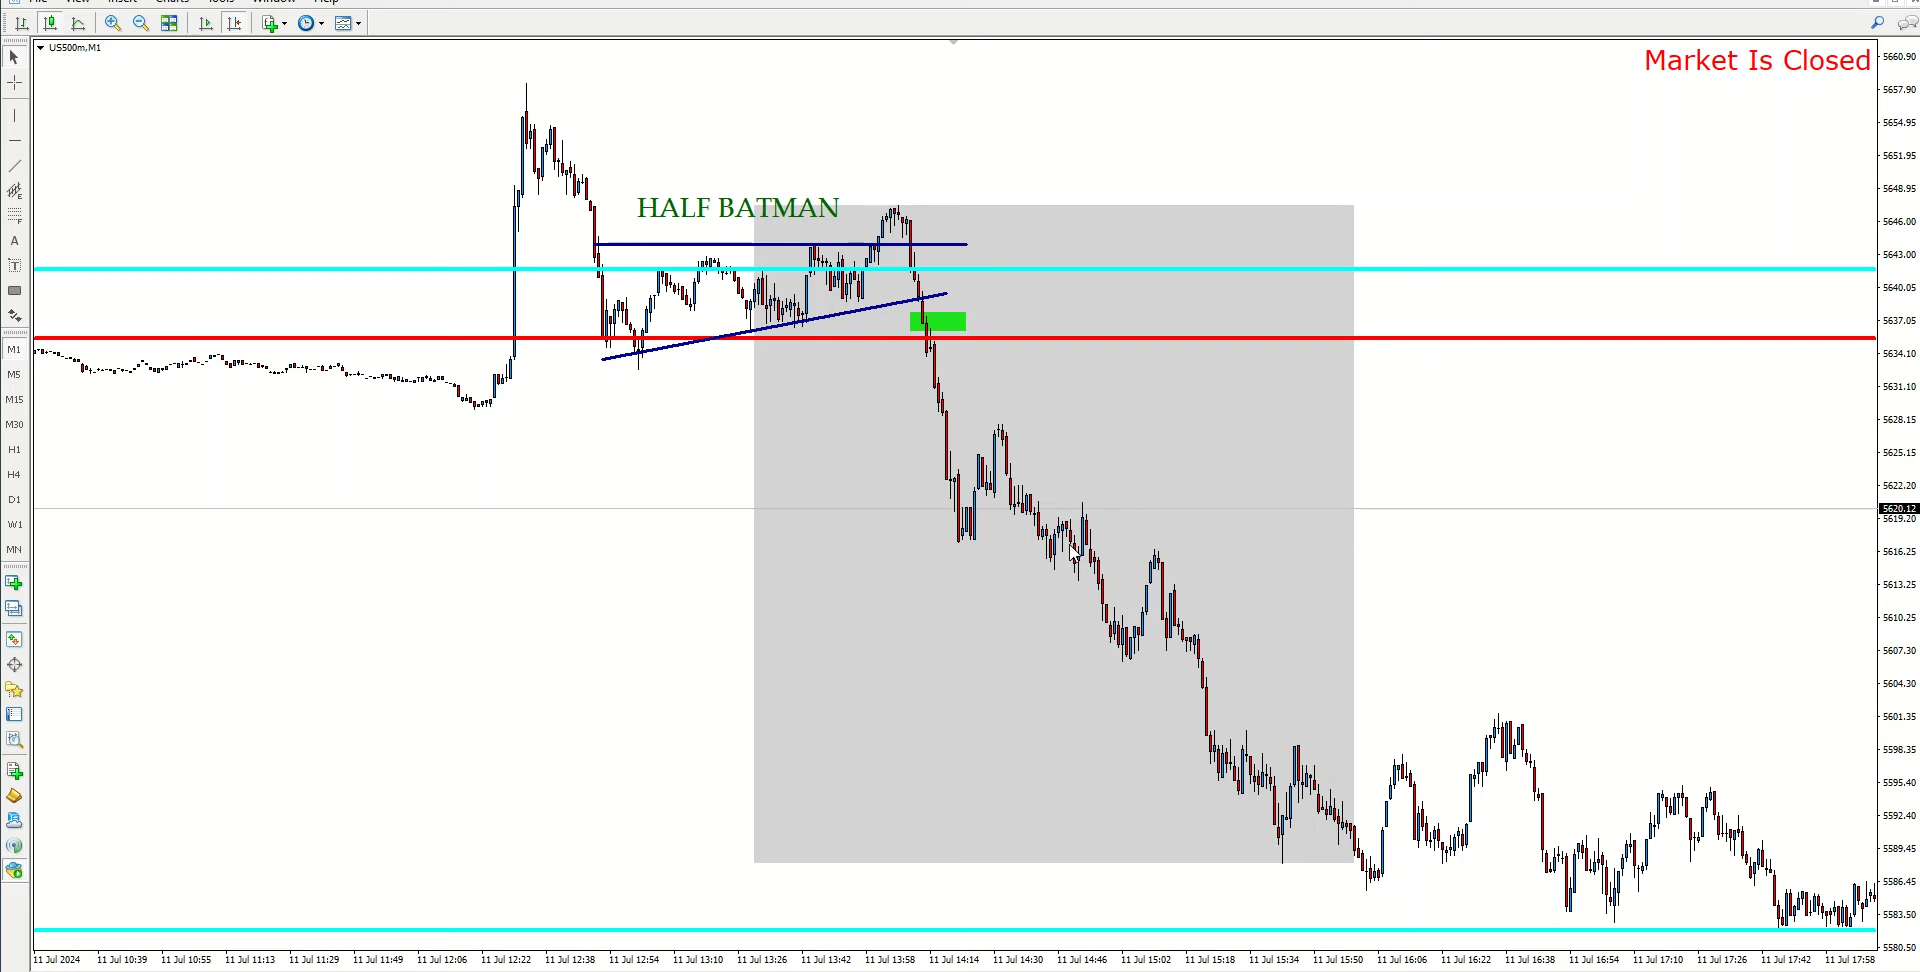 File View Insert Charts Tools Window Help
US500m,M1
Market Is Closed
HALF BATMAN
A
T
M1
M5
M15
M30
H1
H4
D1
W1
MN
5660.90
5657.90
5654.95
5651.95
5648.95
5646.00
5643.00
5640.05
5637.05
5634.10
5631.10
5628.15
5625.15
5622.20
5620.12
5619.20
5616.25
5613.25
5610.25
5607.30
5604.30
5601.35
5598.35
5595.40
5592.40
5589.45
5586.45
5583.50
5580.50
11 Jul 2024 11 Jul 10:39 11 Jul 10:55 11 Jul 11:13 11 Jul 11:29 11 Jul 11:49 11 Jul 12:06 11 Jul 12:22 11 Jul 12:38 11 Jul 12:54 11 Jul 13:10 11 Jul 13:26 11 Jul 13:42 11 Jul 13:58 11 Jul 14:14 11 Jul 14:30 11 Jul 14:46 11 Jul 15:02 11 Jul 15:18 11 Jul 15:34 11 Jul 15:50 11 Jul 16:06 11 Jul 16:22 11 Jul 16:38 11 Jul 16:54 11 Jul 17:10 11 Jul 17:26 11 Jul 17:42 11 Jul 17:58